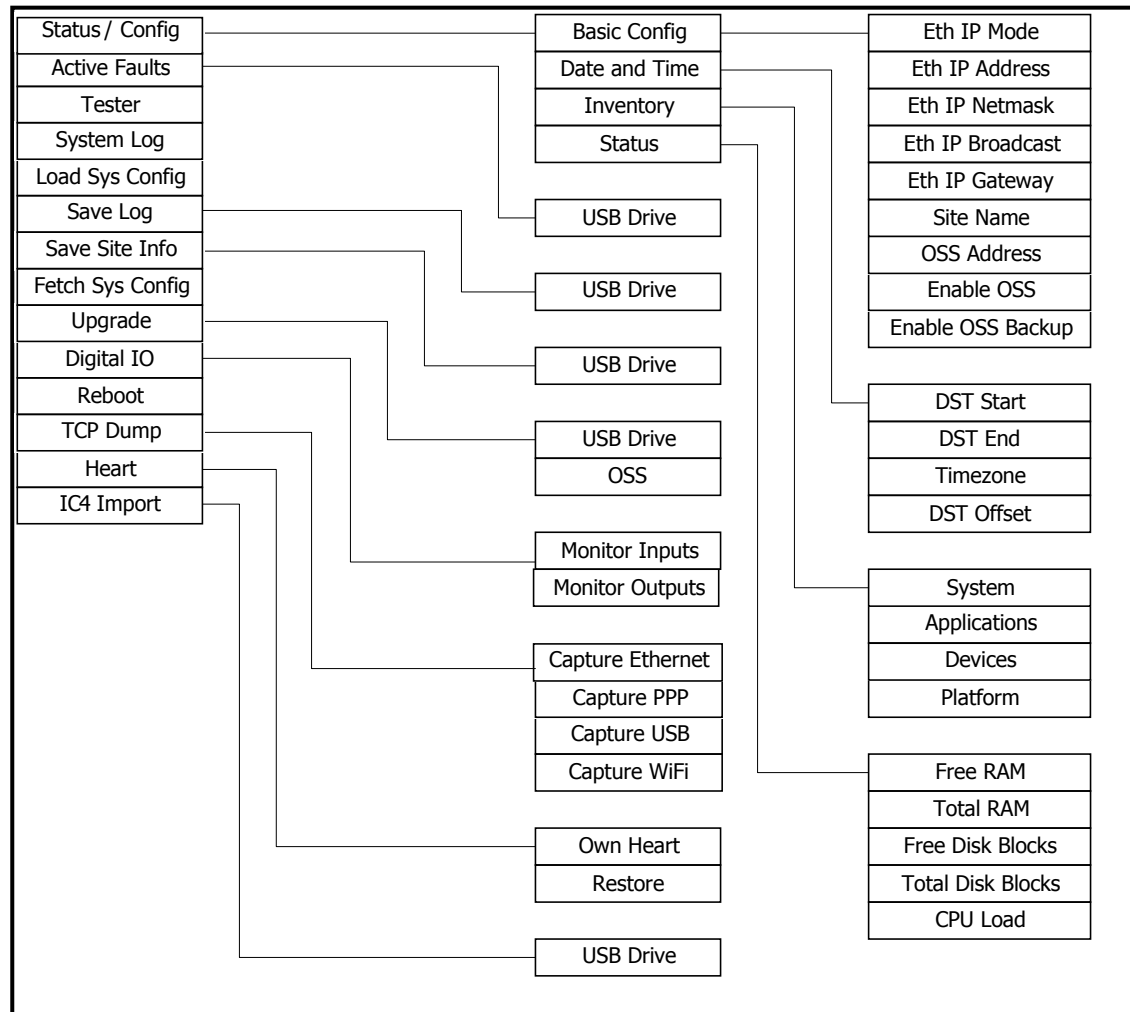 Status / Config
Active Faults
Tester
System Log
Load Sys Config
Save Log
Save Site Info
Fetch Sys Config
Upgrade
Digital IO
Reboot
TCP Dump
Heart
IC4 Import
Basic Config
Date and Time
Inventory
Status
USB Drive
USB Drive
USB Drive
USB Drive
OSS
Monitor Inputs
Monitor Outputs
Capture Ethernet
Capture PPP
Capture USB
Capture WiFi
Own Heart
Restore
USB Drive
Eth IP Mode
Eth IP Address
Eth IP Netmask
Eth IP Broadcast
Eth IP Gateway
Site Name
OSS Address
Enable OSS
Enable OSS Backup
DST Start
DST End
Timezone
DST Offset
System
Applications
Devices
Platform
Free RAM
Total RAM
Free Disk Blocks
Total Disk Blocks
CPU Load